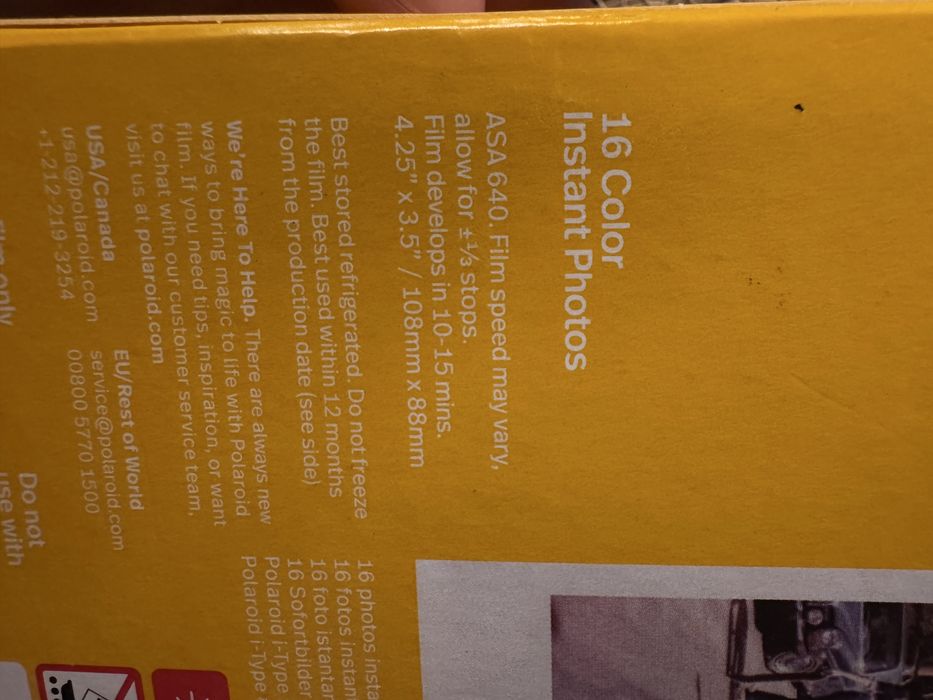 16 Color
Instant Photos
ASA 640. Film speed may vary,
allow for ±⅓ stops.
Film develops in 10-15 mins.
4.25" x 3.5" / 108mm x 88mm
Best stored refrigerated. Do not freeze
the film. Best used within 12 months
from the production date (see side)
We're Here To Help. There are always new
ways to bring magic to life with Polaroid
film. If you need tips, inspiration, or want
to chat with our customer service team,
visit us at polaroid.com
USA/Canada
usa@polaroid.com
+1-212-219-3254
EU/Rest of World
service@polaroid.com
00800 5770 1500
16 photos insta
16 fotos instan
16 foto istantan
16 Sofortbilder
Polaroid i-Type
Polaroid i-Type
Film only
Do not
use with